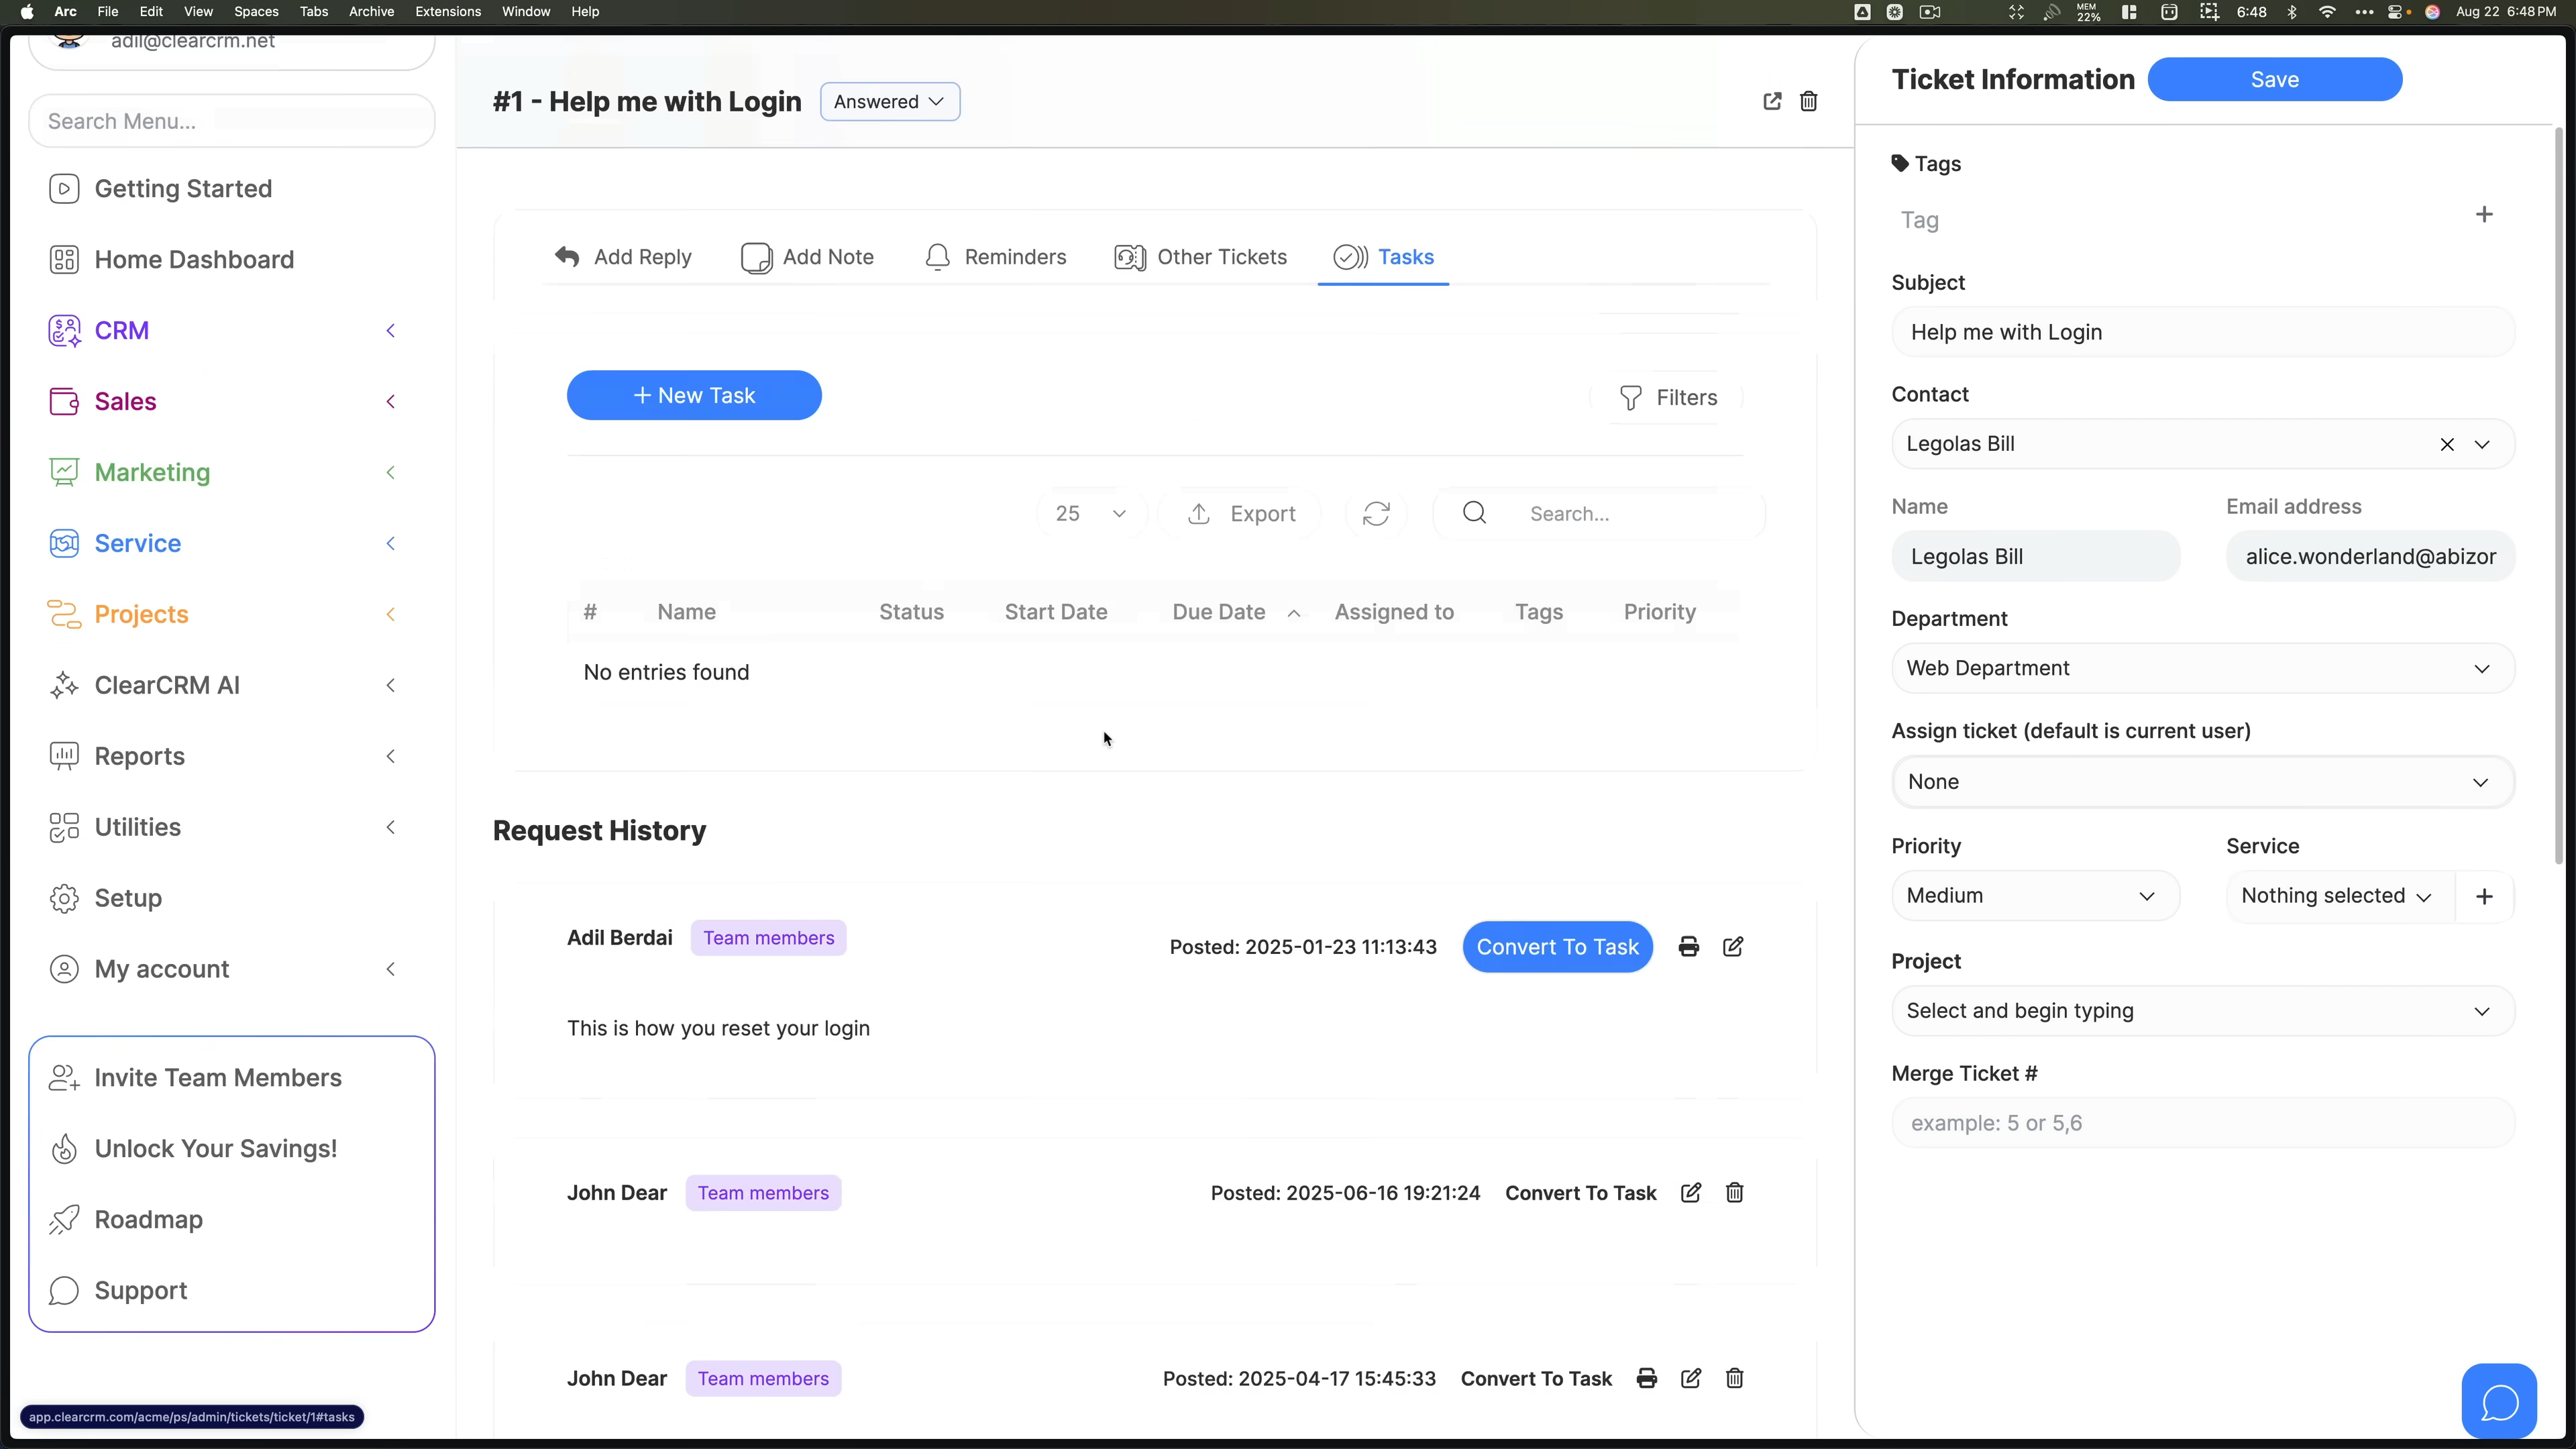 Arc File Edit View Spaces Tabs Archive Extensions Window Help
MEM 22% 6:48 Aug 22 6:48 PM
adil@clearcrm.net
Search Menu...
Getting Started
Home Dashboard
CRM
Sales
Marketing
Service
Projects
ClearCRM AI
Reports
Utilities
Setup
My account
Invite Team Members
Unlock Your Savings!
Roadmap
Support
app.clearcrm.com/acme/ps/admin/tickets/ticket/1#tasks
#1 - Help me with Login Answered
Add Reply Add Note Reminders Other Tickets Tasks
+ New Task Filters
25 Export Search...
# Name Status Start Date Due Date Assigned to Tags Priority
No entries found
Request History
Adil Berdai Team members Posted: 2025-01-23 11:13:43 Convert To Task
This is how you reset your login
John Dear Team members Posted: 2025-06-16 19:21:24 Convert To Task
John Dear Team members Posted: 2025-04-17 15:45:33 Convert To Task
Ticket Information Save
Tags
Tag
Subject
Help me with Login
Contact
Legolas Bill
Name Email address
Legolas Bill alice.wonderland@abizor
Department
Web Department
Assign ticket (default is current user)
None
Priority Service
Medium Nothing selected
Project
Select and begin typing
Merge Ticket #
example: 5 or 5,6